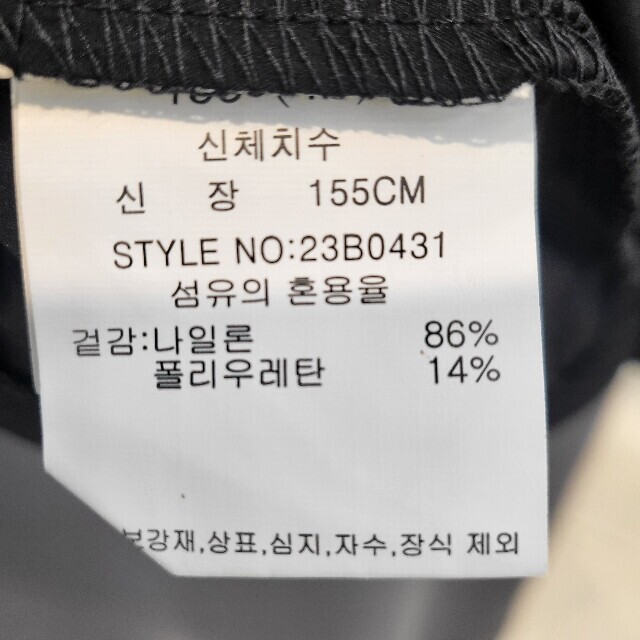 신체치수
신 장 155CM
STYLE NO:23B0431
섬유의 혼용율
겉감:나일론 86%
폴리우레탄 14%
보강재,상표,심지,자수,장식 제외